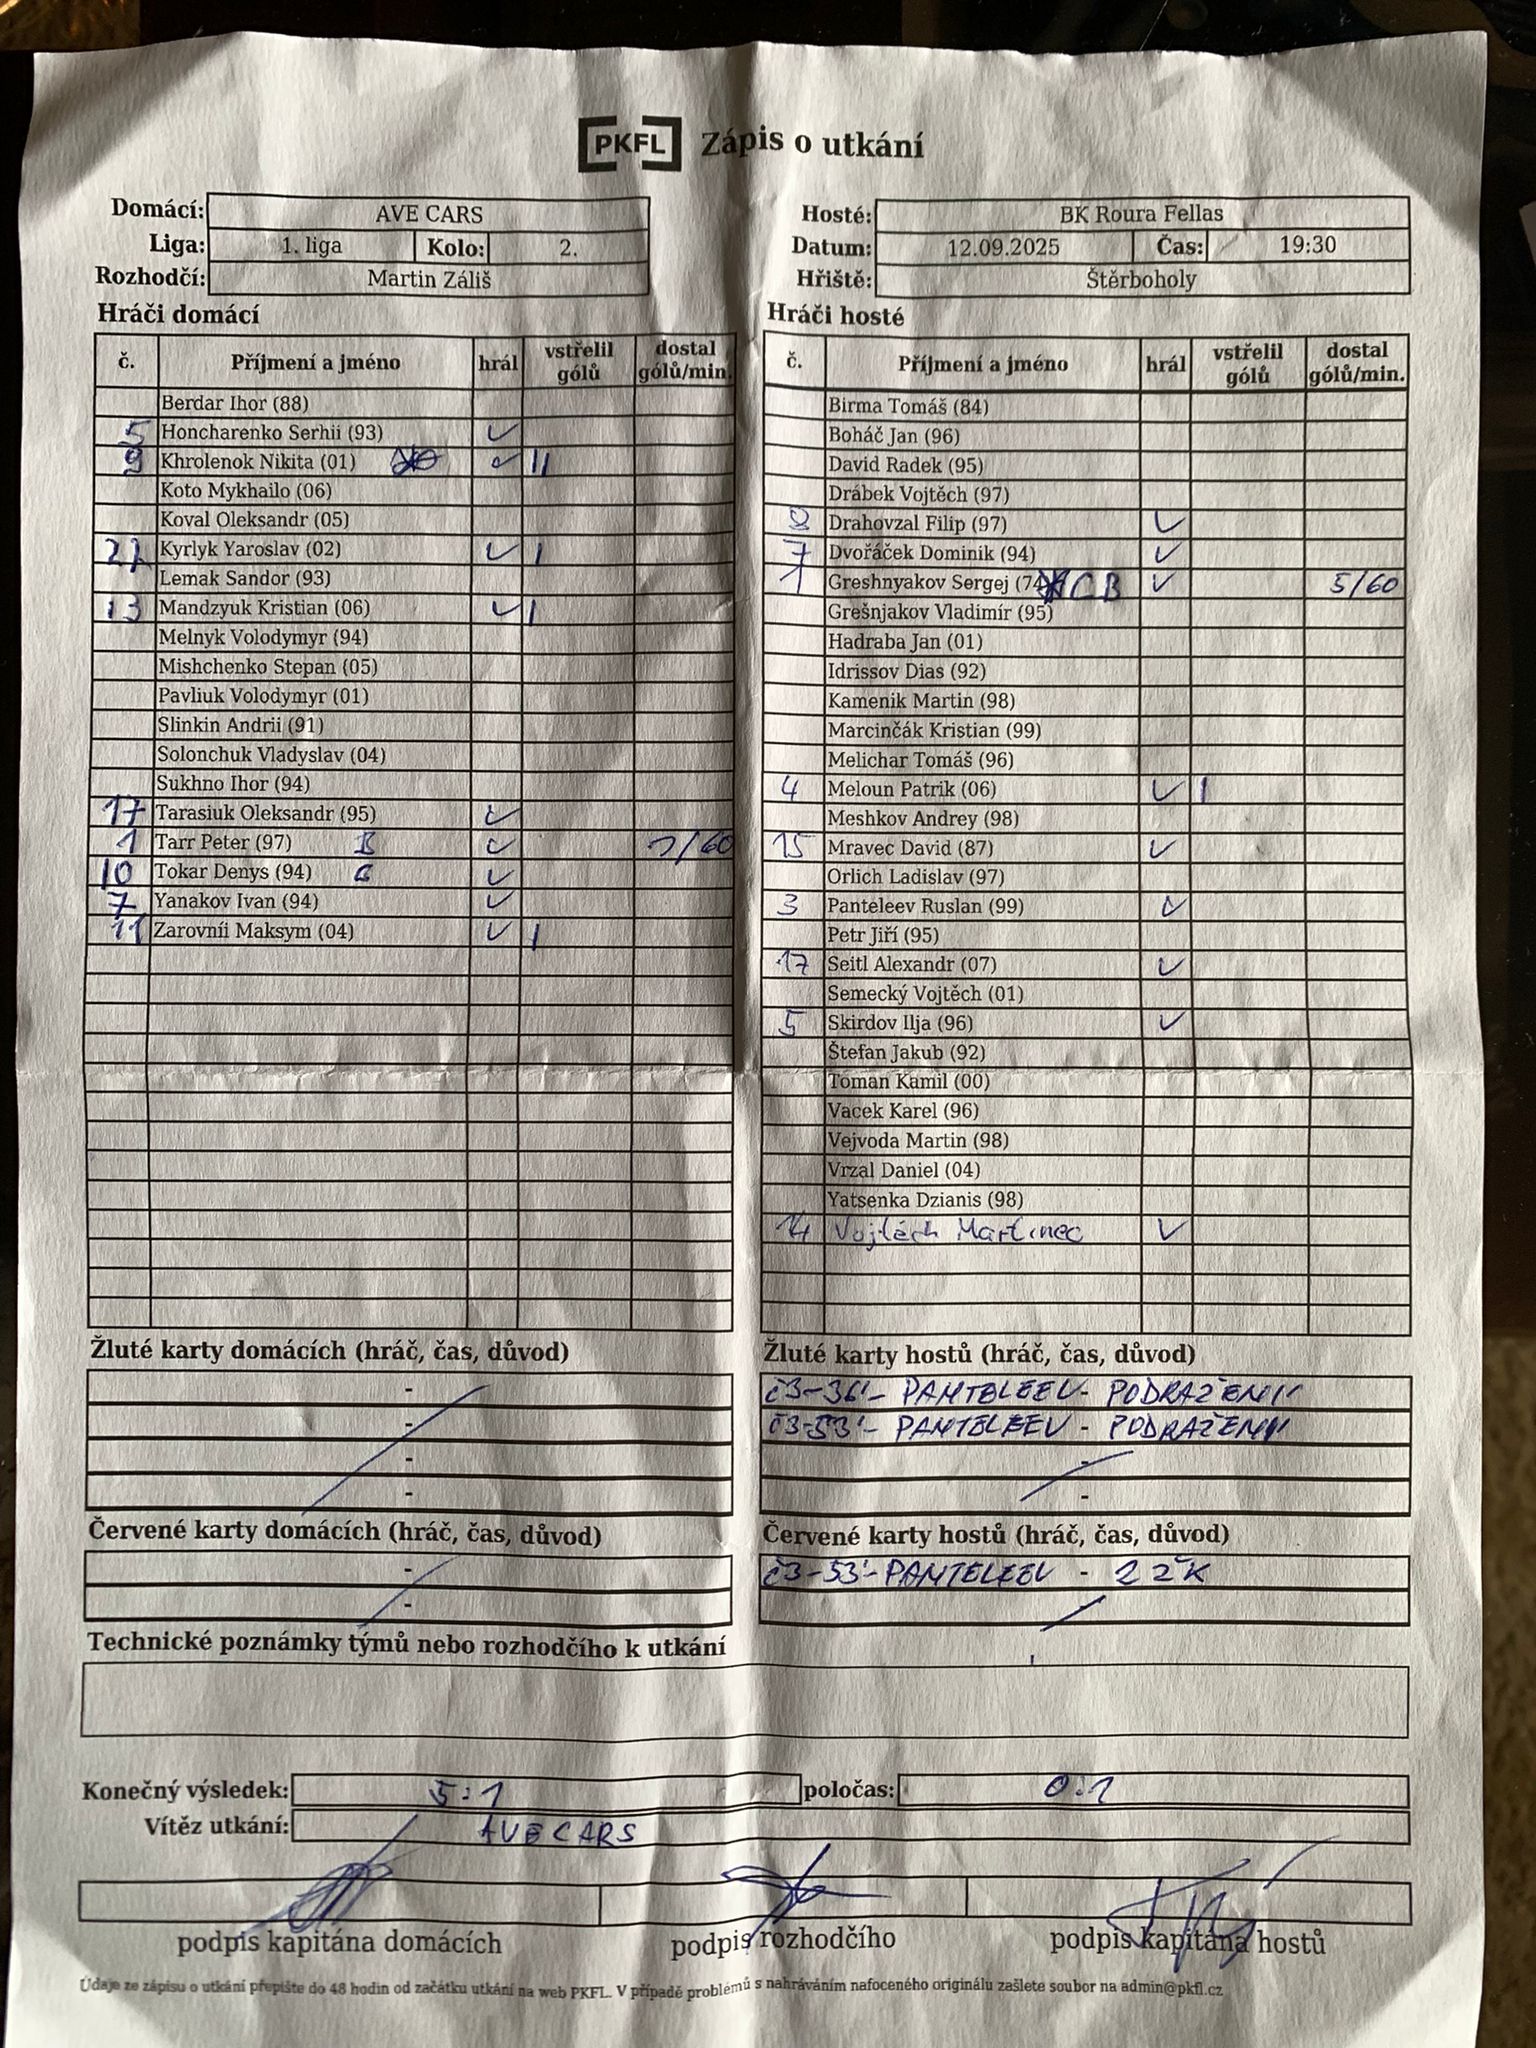 PKFL Zápis o utkání
Domácí: AVE CARS
Liga: 1. liga Kolo: 2.
Rozhodčí: Martin Záliš
Hosté: BK Roura Fellas
Datum: 12.09.2025 Čas: 19:30
Hřiště: Štěrboholy
Hráči domácí
č. Příjmení a jméno hrál vstřelil gólů dostal gólů/min.
Berdar Ihor (88)
5 Honcharenko Serhii (93) ✓
9 Khrolenok Nikita (01) ✓ ||
Koto Mykhailo (06)
Koval Oleksandr (05)
22 Kyrlyk Yaroslav (02) ✓ |
Lemak Sandor (93)
13 Mandzyuk Kristian (06) ✓ |
Melnyk Volodymyr (94)
Mishchenko Stepan (05)
Pavliuk Volodymyr (01)
Slinkin Andrii (91)
Solonchuk Vladyslav (04)
Sukhno Ihor (94)
17 Tarasiuk Oleksandr (95) ✓
1 Tarr Peter (97) B ✓ 1/60
10 Tokar Denys (94) C ✓
7 Yanakov Ivan (94) ✓
11 Zarovníi Maksym (04) ✓ |
Hráči hosté
č. Příjmení a jméno hrál vstřelil gólů dostal gólů/min.
Birma Tomáš (84)
Boháč Jan (96)
David Radek (95)
Drábek Vojtěch (97)
8 Drahovzal Filip (97) ✓
7 Dvořáček Dominik (94) ✓
1 Greshnyakov Sergej (74) CB ✓ 5/60
Grešnjakov Vladimír (95)
Hadraba Jan (01)
Idrissov Dias (92)
Kamenik Martin (98)
Marcinčák Kristian (99)
Melichar Tomáš (96)
4 Meloun Patrik (06) ✓ |
Meshkov Andrey (98)
15 Mravec David (87) ✓
Orlich Ladislav (97)
3 Panteleev Ruslan (99) ✓
Petr Jiří (95)
17 Seitl Alexandr (07) ✓
Semecký Vojtěch (01)
5 Skirdov Ilja (96) ✓
Štefan Jakub (92)
Toman Kamil (00)
Vacek Karel (96)
Vejvoda Martin (98)
Vrzal Daniel (04)
Yatsenka Dzianis (98)
14 Vojtěch Martinec ✓
Žluté karty domácích (hráč, čas, důvod)
-
-
-
-
Žluté karty hostů (hráč, čas, důvod)
č3-36'- PANTELEEV - PODRAŽENÍ
č3-53'- PANTELEEV - PODRAŽENÍ
-
-
Červené karty domácích (hráč, čas, důvod)
-
-
Červené karty hostů (hráč, čas, důvod)
č3-53'- PANTELEEV - 2 ŽK
Technické poznámky týmů nebo rozhodčího k utkání
Konečný výsledek: 5:1 poločas: 0:1
Vítěz utkání: AVE CARS
podpis kapitána domácích podpis rozhodčího podpis kapitána hostů
Údaje ze zápisu o utkání přepište do 48 hodin od začátku utkání na web PKFL. V případě problémů s nahráváním nafoceného originálu zašlete soubor na admin@pkfl.cz